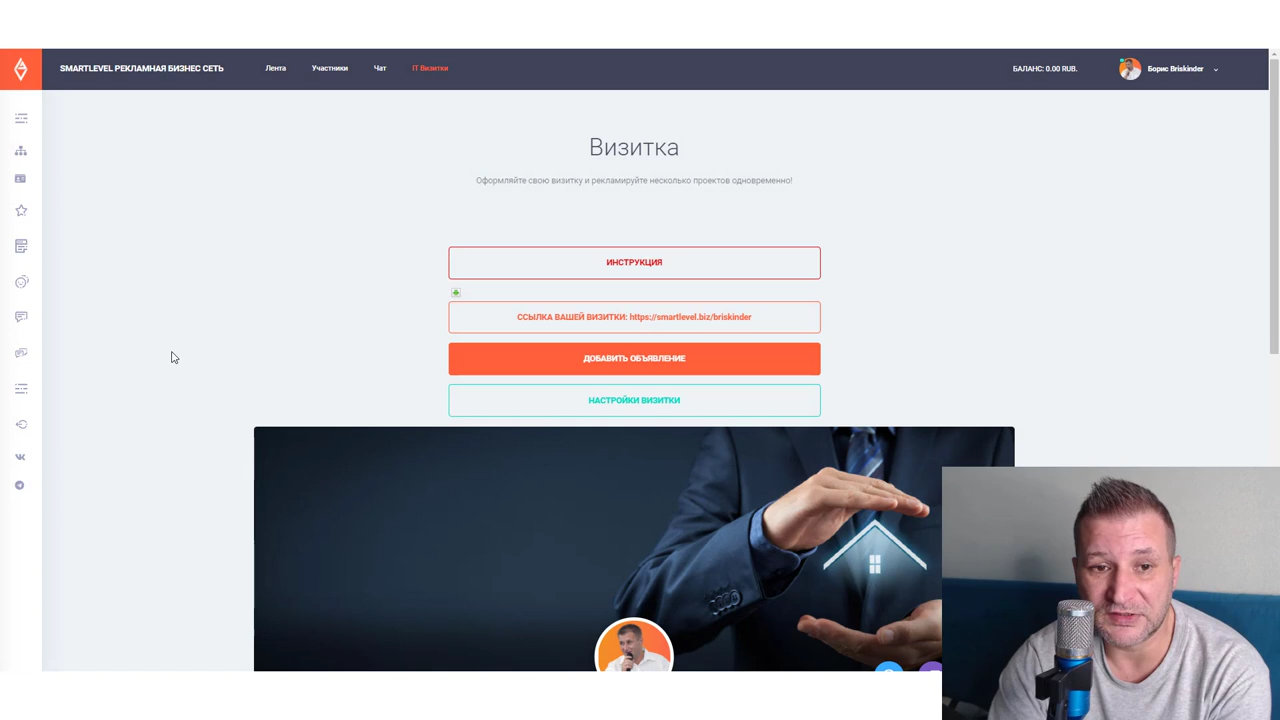 SMARTLEVEL РЕКЛАМНАЯ БИЗНЕС СЕТЬ
Лента
Участники
Чат
IT Визитки
БАЛАНС: 0.00 RUB.
Борис Briskinder
Визитка
Оформляйте свою визитку и рекламируйте несколько проектов одновременно!
ИНСТРУКЦИЯ
ССЫЛКА ВАШЕЙ ВИЗИТКИ: https://smartlevel.biz/briskinder
ДОБАВИТЬ ОБЪЯВЛЕНИЕ
НАСТРОЙКИ ВИЗИТКИ